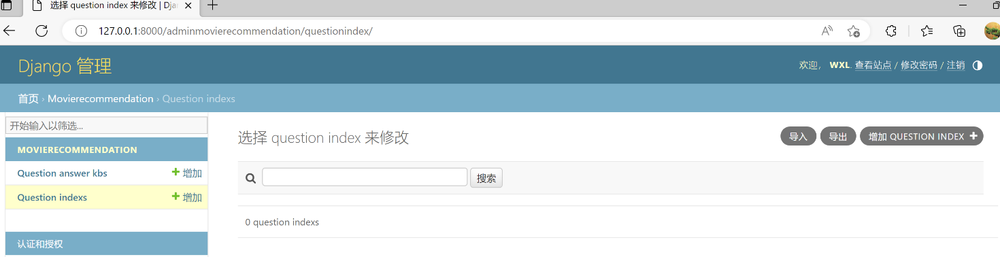 选择 question index 来修改 | Dja
127.0.0.1:8000/adminmovierecommendation/questionindex/
Django 管理
欢迎， WXL. 查看站点 / 修改密码 / 注销
首页 › Movierecommendation › Question indexs
开始输入以筛选...
MOVIERECOMMENDATION
Question answer kbs 增加
Question indexs 增加
认证和授权
选择 question index 来修改
导入 导出 增加 QUESTION INDEX
搜索
0 question indexs